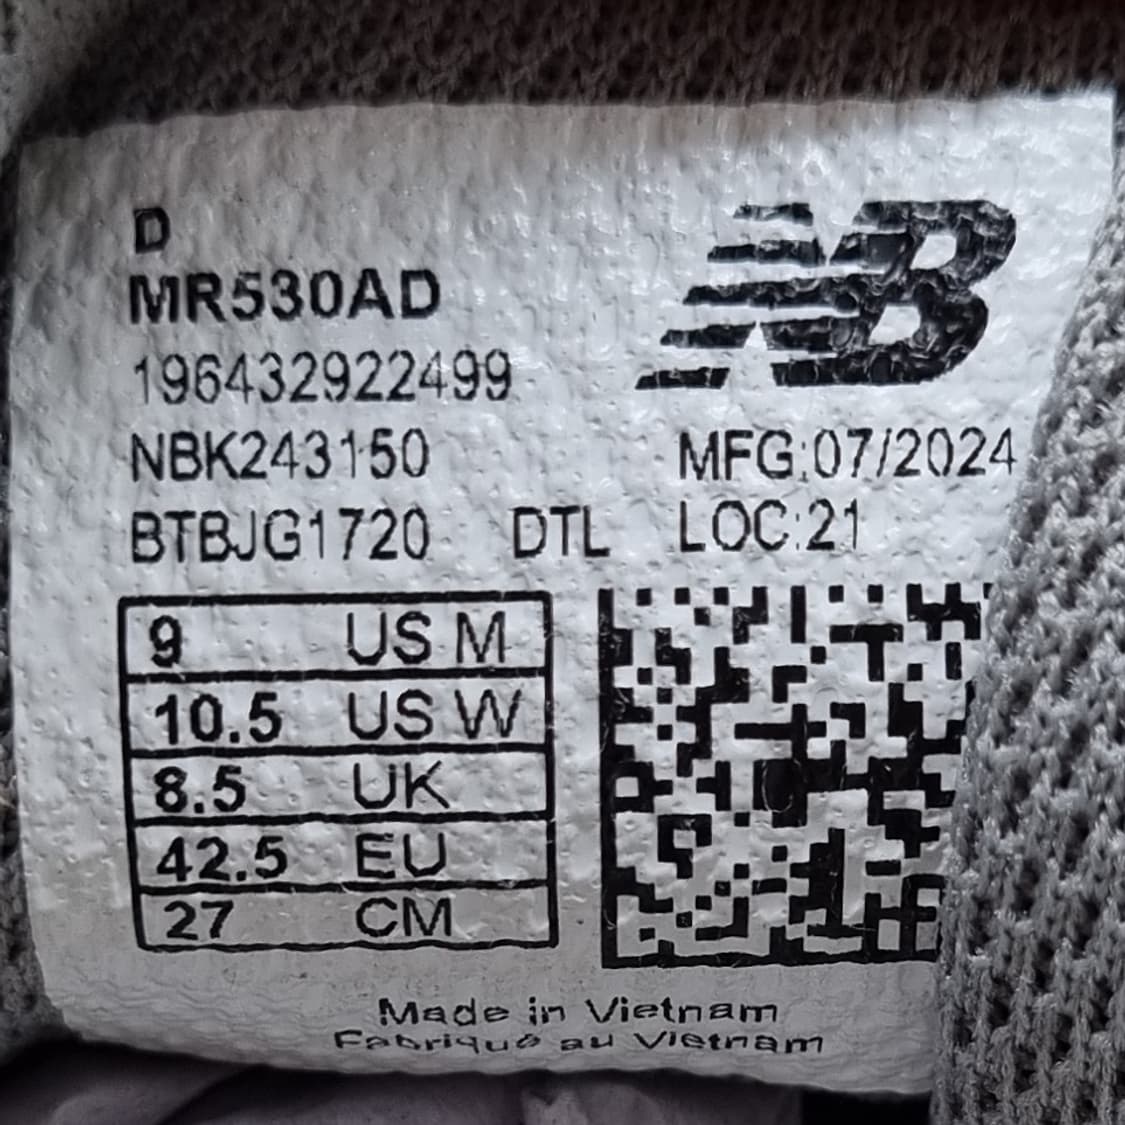 D
NB
MR530AD
196432922499
NBK243150 MFG:07/2024
BTBJG1720 DTL LOC:21
9 US M
10.5 US W
8.5 UK
42.5 EU
27 CM
Made in Vietnam
Fabriqué au Vietnam